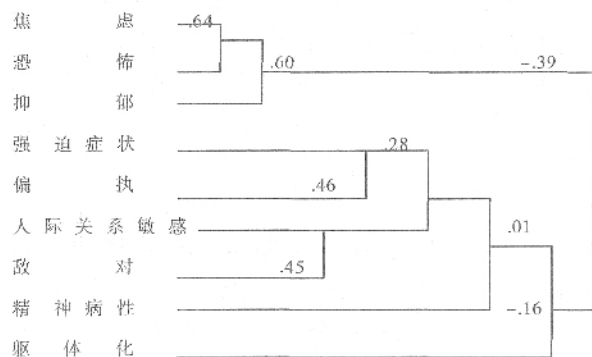 焦虑 .64
恐怖 .60 -.39
抑郁
强迫症状 .28
偏执 .46
人际关系敏感 .01
敌对 .45
精神病性 -.16
躯体化